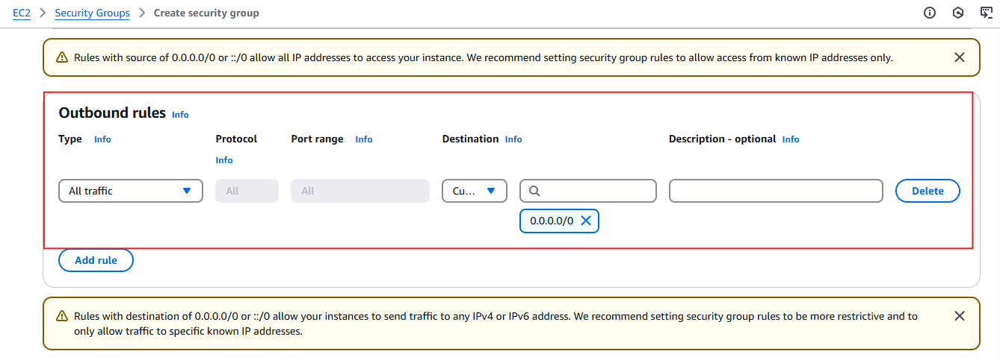 EC2 > Security Groups > Create security group
Rules with source of 0.0.0.0/0 or ::/0 allow all IP addresses to access your instance. We recommend setting security group rules to allow access from known IP addresses only.
Outbound rules Info
Type Info Protocol Port range Info Destination Info Description - optional Info
Info
All traffic All All Cu...
Delete
0.0.0.0/0
Add rule
Rules with destination of 0.0.0.0/0 or ::/0 allow your instances to send traffic to any IPv4 or IPv6 address. We recommend setting security group rules to be more restrictive and to
only allow traffic to specific known IP addresses.